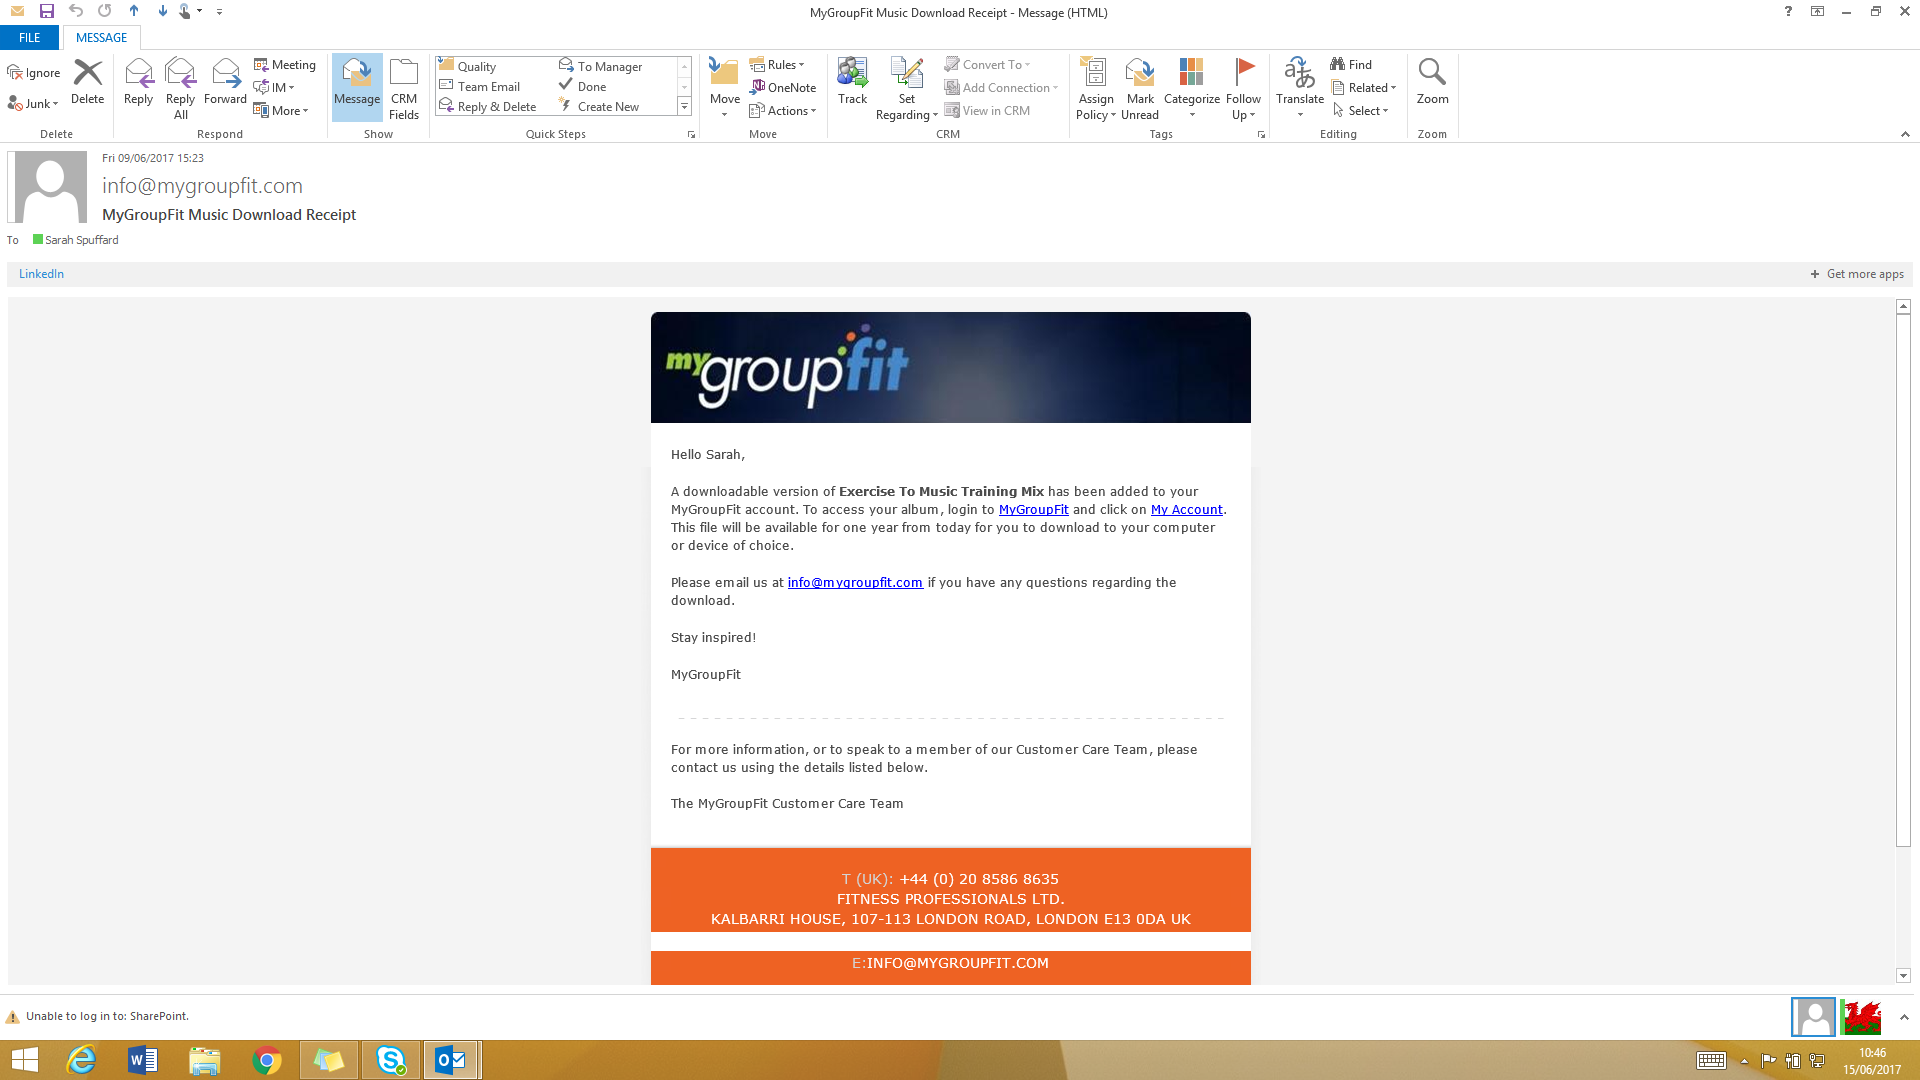 MyGroupFit Music Download Receipt - Message (HTML)
FILE MESSAGE
Ignore
Junk
Delete
Delete
Reply
Reply All
Forward
Meeting
IM
More
Respond
Message
CRM Fields
Show
Quality
Team Email
Reply & Delete
To Manager
Done
Create New
Quick Steps
Move
Rules
OneNote
Actions
Move
Track
Set Regarding
Convert To
Add Connection
View in CRM
CRM
Assign Policy
Mark Unread
Categorize
Follow Up
Tags
Translate
Find
Related
Select
Editing
Zoom
Zoom
Fri 09/06/2017 15:23
info@mygroupfit.com
MyGroupFit Music Download Receipt
To Sarah Spuffard
LinkedIn
+ Get more apps
mygroupfit
Hello Sarah,
A downloadable version of Exercise To Music Training Mix has been added to your
MyGroupFit account. To access your album, login to MyGroupFit and click on My Account.
This file will be available for one year from today for you to download to your computer
or device of choice.
Please email us at info@mygroupfit.com if you have any questions regarding the
download.
Stay inspired!
MyGroupFit
For more information, or to speak to a member of our Customer Care Team, please
contact us using the details listed below.
The MyGroupFit Customer Care Team
T (UK): +44 (0) 20 8586 8635
FITNESS PROFESSIONALS LTD.
KALBARRI HOUSE, 107-113 LONDON ROAD, LONDON E13 0DA UK
E:INFO@MYGROUPFIT.COM
Unable to log in to: SharePoint.
10:46
15/06/2017